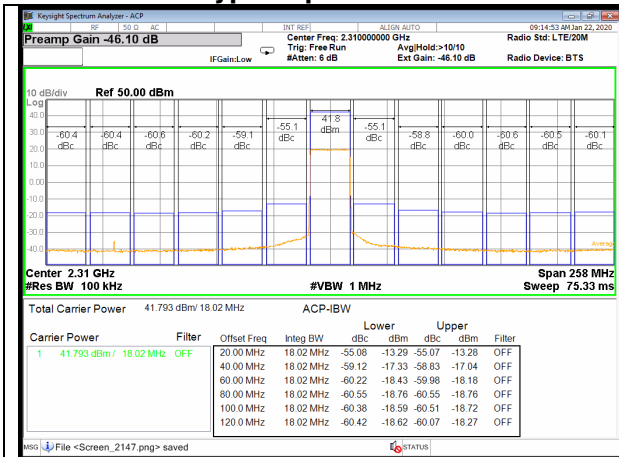 Keysight Spectrum Analyzer - ACP
RF 50 Ω AC INT REF ALIGN AUTO 09:14:53 AM Jan 22, 2020
Preamp Gain -46.10 dB
Center Freq: 2.310000000 GHz
Radio Std: LTE/20M
Trig: Free Run
Avg|Hold:>10/10
IFGain:Low
#Atten: 6 dB
Ext Gain: -46.10 dB
Radio Device: BTS
10 dB/div Ref 50.00 dBm
Log
40.0
30.0
20.0
10.0
0.00
-10.0
-20.0
-30.0
-40.0
-60.4 dBc
-60.4 dBc
-60.6 dBc
-60.2 dBc
-59.1 dBc
-55.1 dBc
41.8 dBm
-55.1 dBc
-58.8 dBc
-60.0 dBc
-60.6 dBc
-60.5 dBc
-60.1 dBc
Average
Center 2.31 GHz Span 258 MHz
#Res BW 100 kHz #VBW 1 MHz Sweep 75.33 ms
Total Carrier Power 41.793 dBm/ 18.02 MHz ACP-IBW
Lower Upper
Carrier Power Filter Offset Freq Integ BW dBc dBm dBc dBm Filter
1 41.793 dBm / 18.02 MHz OFF
20.00 MHz 18.02 MHz -55.08 -13.29 -55.07 -13.28 OFF
40.00 MHz 18.02 MHz -59.12 -17.33 -58.83 -17.04 OFF
60.00 MHz 18.02 MHz -60.22 -18.43 -59.98 -18.18 OFF
80.00 MHz 18.02 MHz -60.55 -18.76 -60.55 -18.76 OFF
100.0 MHz 18.02 MHz -60.38 -18.59 -60.51 -18.72 OFF
120.0 MHz 18.02 MHz -60.42 -18.62 -60.07 -18.27 OFF
MSG File <Screen_2147.png> saved STATUS